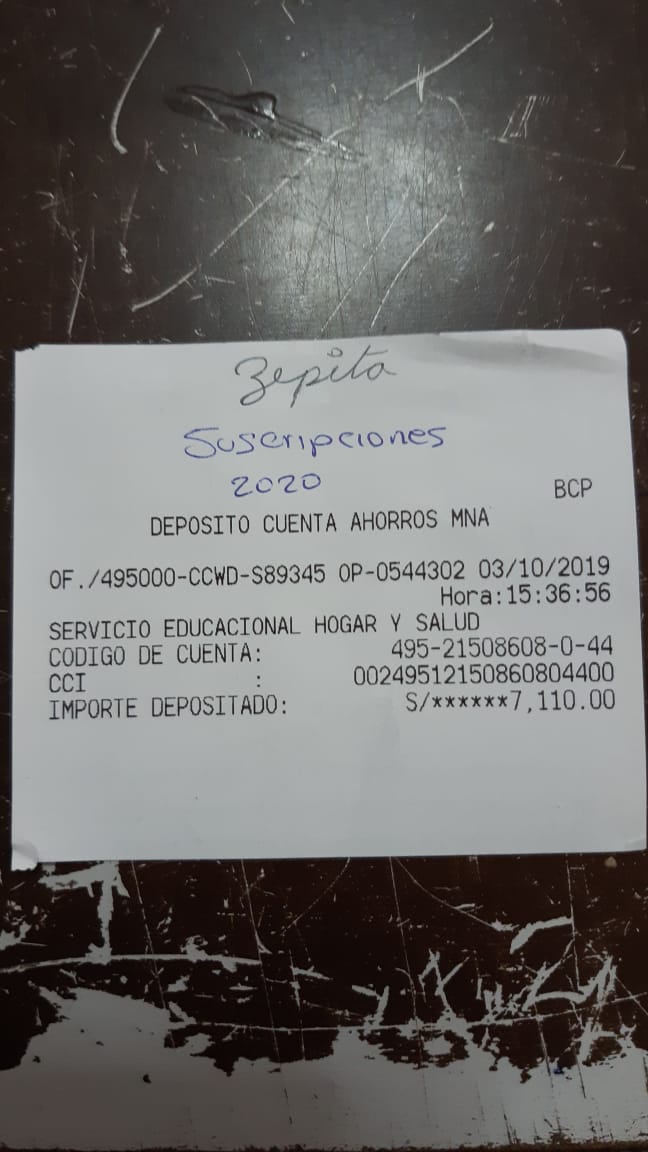 Zepita
Suscripciones
2020
BCP
DEPOSITO CUENTA AHORROS MNA
OF./495000-CCWD-S89345 OP-0544302 03/10/2019
Hora:15:36:56
SERVICIO EDUCACIONAL HOGAR Y SALUD
CODIGO DE CUENTA: 495-21508608-0-44
CCI : 00249512150860804400
IMPORTE DEPOSITADO: S/******7,110.00